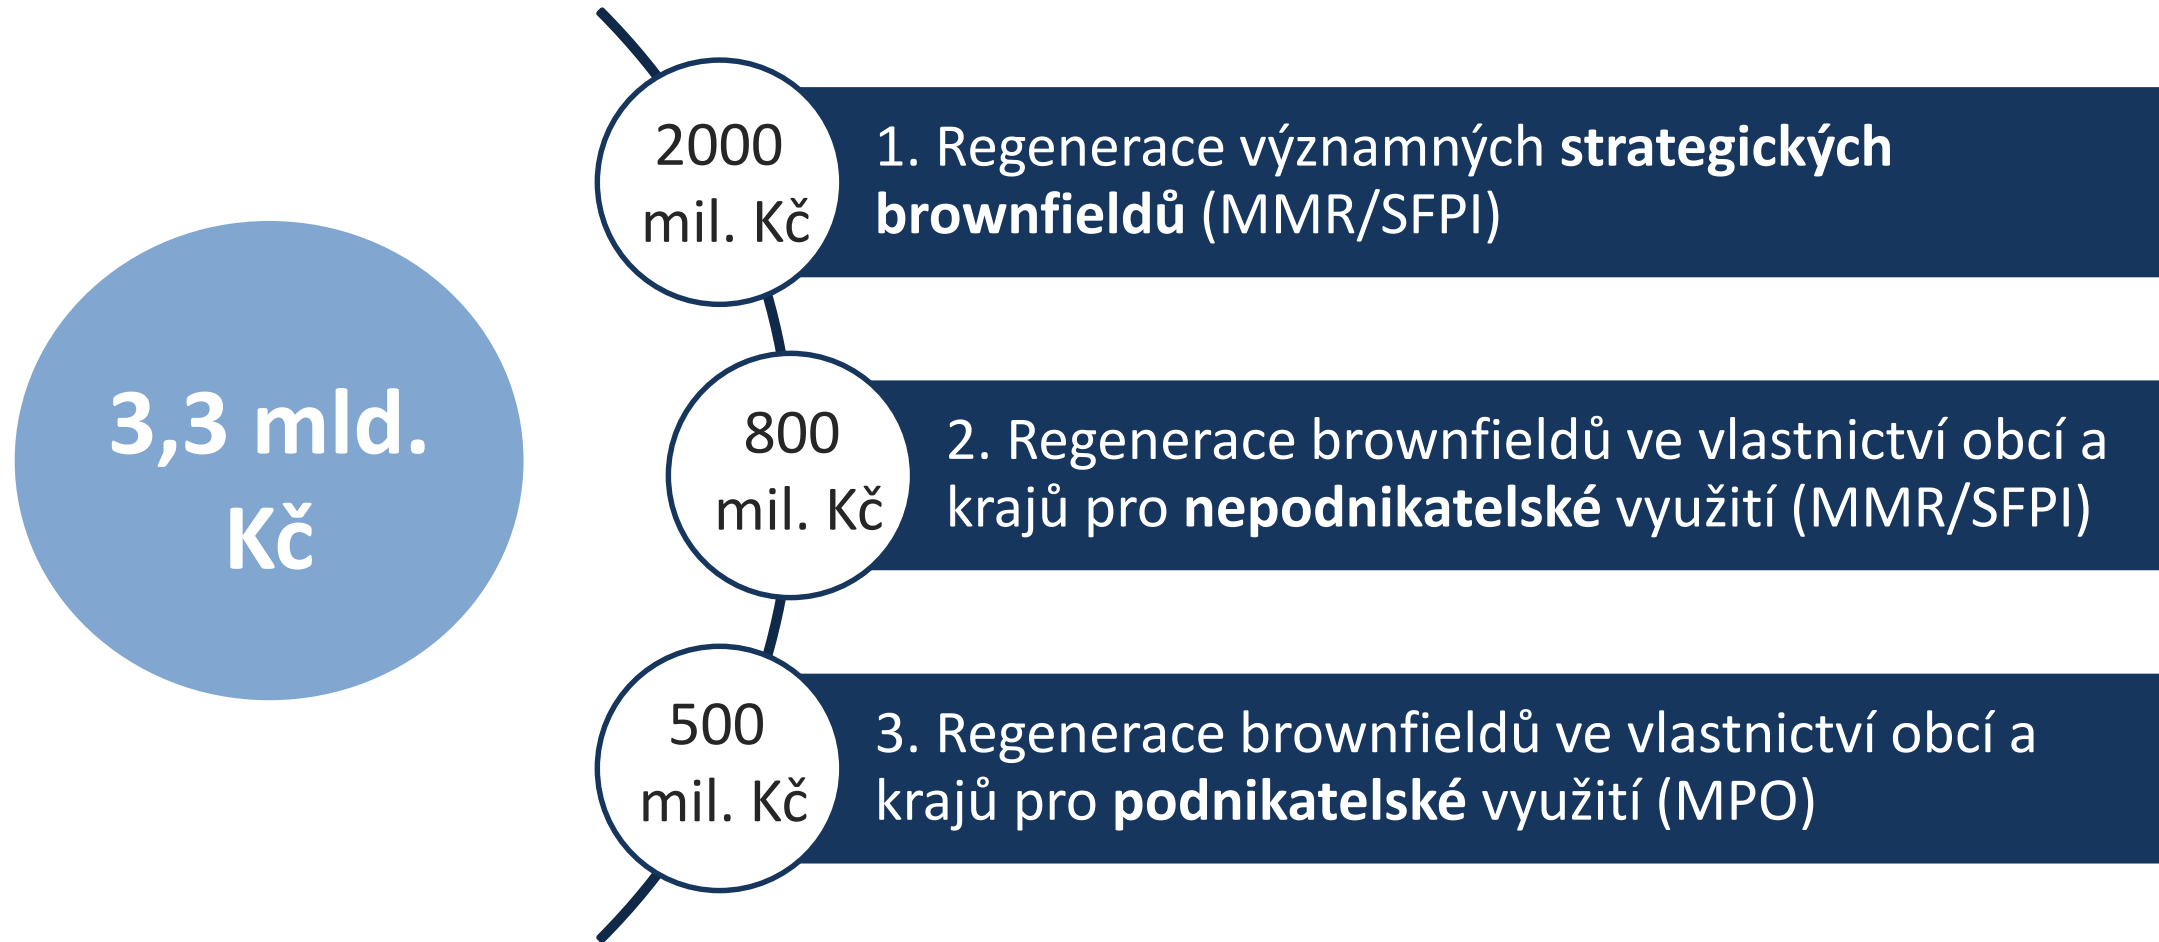 3,3 mld.
Kč
2000
mil. Kč
1. Regenerace významných strategických
brownfieldů (MMR/SFPI)
800
mil. Kč
2. Regenerace brownfieldů ve vlastnictví obcí a
krajů pro nepodnikatelské využití (MMR/SFPI)
500
mil. Kč
3. Regenerace brownfieldů ve vlastnictví obcí a
krajů pro podnikatelské využití (MPO)